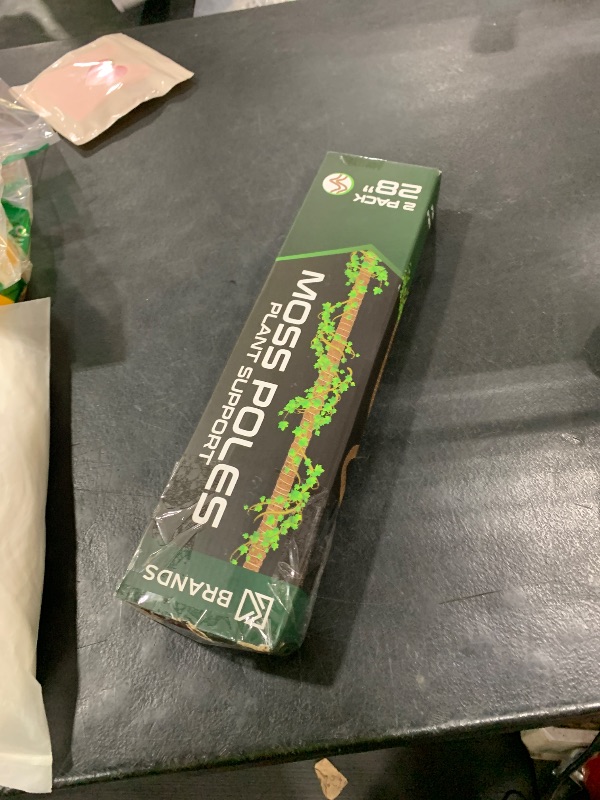 2 PACK
28"
MOSS POLES
PLANT SUPPORT
BRANDS